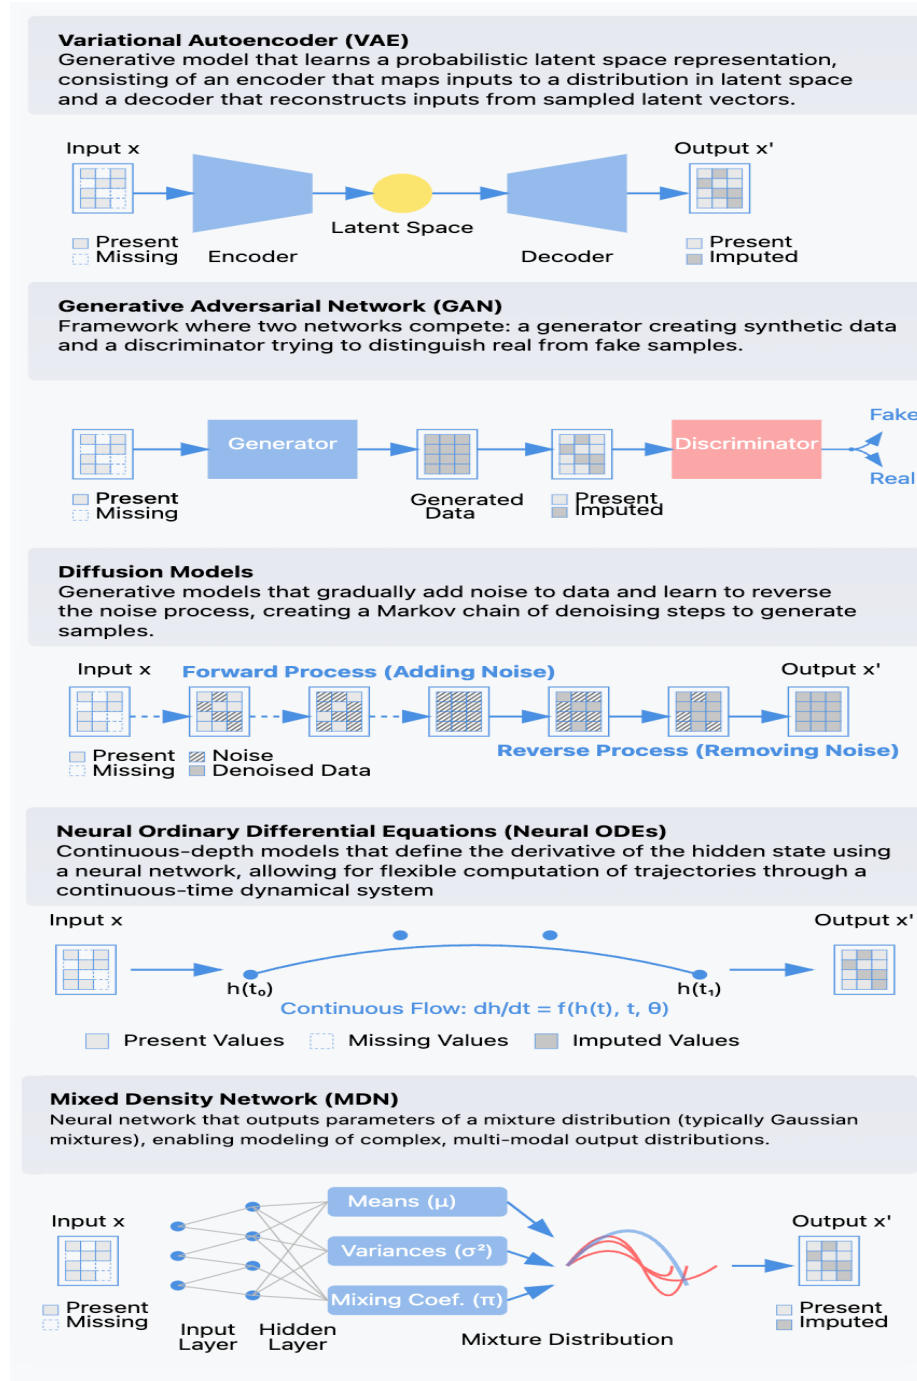 Variational Autoencoder (VAE)
Generative model that learns a probabilistic latent space representation,
consisting of an encoder that maps inputs to a distribution in latent space
and a decoder that reconstructs inputs from sampled latent vectors.
Input x
Output x'
Latent Space
Present
Missing
Encoder
Decoder
Present
Imputed
Generative Adversarial Network (GAN)
Framework where two networks compete: a generator creating synthetic data
and a discriminator trying to distinguish real from fake samples.
Generator
Discriminator
Fake
Real
Present
Missing
Generated
Data
Present
Imputed
Diffusion Models
Generative models that gradually add noise to data and learn to reverse
the noise process, creating a Markov chain of denoising steps to generate
samples.
Input x
Forward Process (Adding Noise)
Output x'
Reverse Process (Removing Noise)
Present
Missing
Noise
Denoised Data
Neural Ordinary Differential Equations (Neural ODEs)
Continuous-depth models that define the derivative of the hidden state using
a neural network, allowing for flexible computation of trajectories through a
continuous-time dynamical system
Input x
Output x'
h(t₀)
h(t₁)
Continuous Flow: dh/dt = f(h(t), t, θ)
Present Values
Missing Values
Imputed Values
Mixed Density Network (MDN)
Neural network that outputs parameters of a mixture distribution (typically Gaussian
mixtures), enabling modeling of complex, multi-modal output distributions.
Input x
Means (μ)
Variances (σ²)
Mixing Coef. (π)
Output x'
Present
Missing
Input
Layer
Hidden
Layer
Mixture Distribution
Present
Imputed